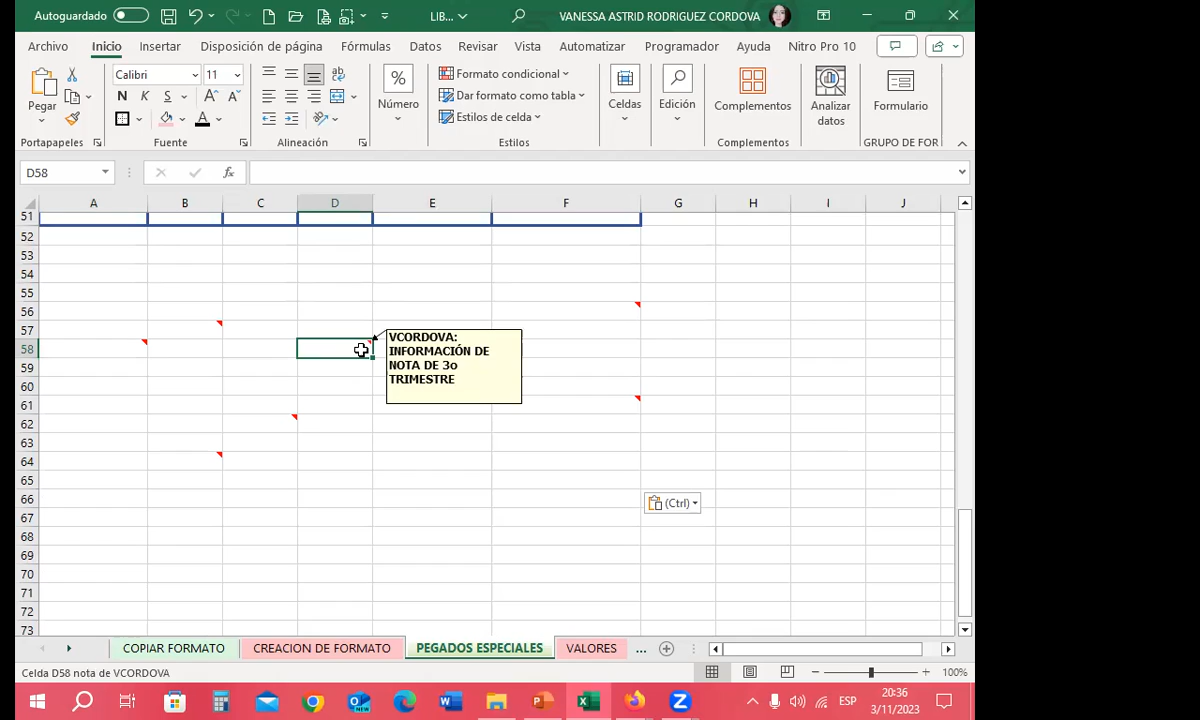 Autoguardado
LIB...
VANESSA ASTRID RODRIGUEZ CORDOVA
Archivo Inicio Insertar Disposición de página Fórmulas Datos Revisar Vista Automatizar Programador Ayuda Nitro Pro 10
Calibri 11
Pegar
N K S A A
A
ab
%
Número
Formato condicional
Dar formato como tabla
Estilos de celda
Celdas
Edición
Complementos
Analizar
datos
Formulario
Portapapeles Fuente Alineación Estilos Complementos GRUPO DE FOR
D58 fx
A B C D E F G H I J
51
52
53
54
55
56
57
58
59
60
61
62
63
64
65
66
67
68
69
70
71
72
73
VCORDOVA:
INFORMACIÓN DE
NOTA DE 3o
TRIMESTRE
(Ctrl)
COPIAR FORMATO CREACION DE FORMATO PEGADOS ESPECIALES VALORES ...
Celda D58 nota de VCORDOVA
100%
ESP
20:36
3/11/2023